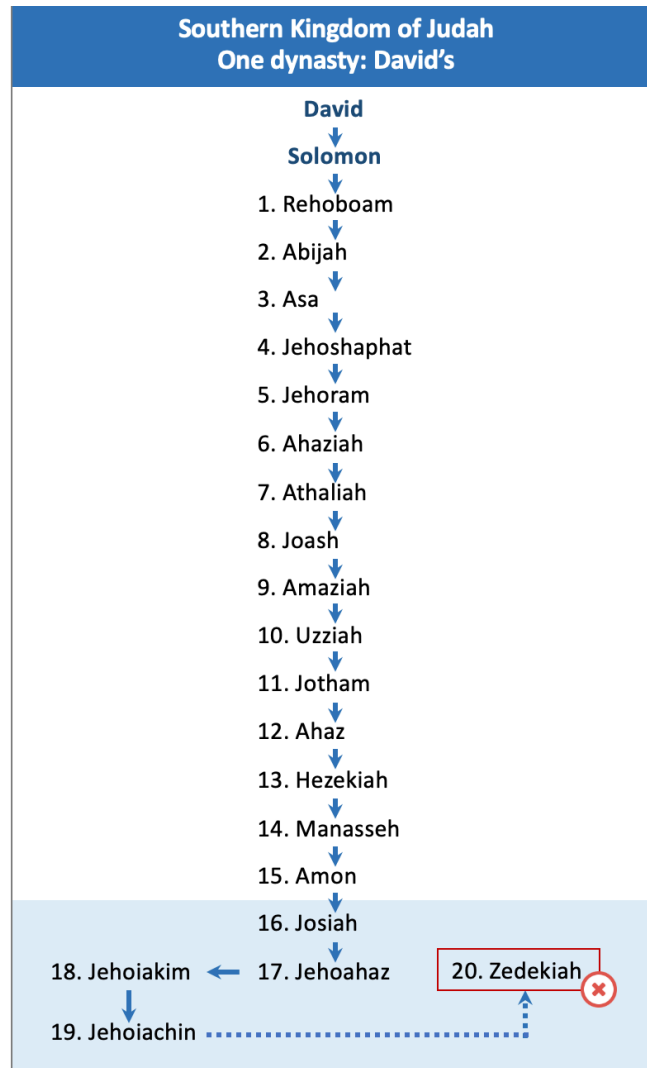 Southern Kingdom of Judah
One dynasty: David's
David
Solomon
1. Rehoboam
2. Abijah
3. Asa
4. Jehoshaphat
5. Jehoram
6. Ahaziah
7. Athaliah
8. Joash
9. Amaziah
10. Uzziah
11. Jotham
12. Ahaz
13. Hezekiah
14. Manasseh
15. Amon
16. Josiah
18. Jehoiakim 17. Jehoahaz 20. Zedekiah
19. Jehoiachin